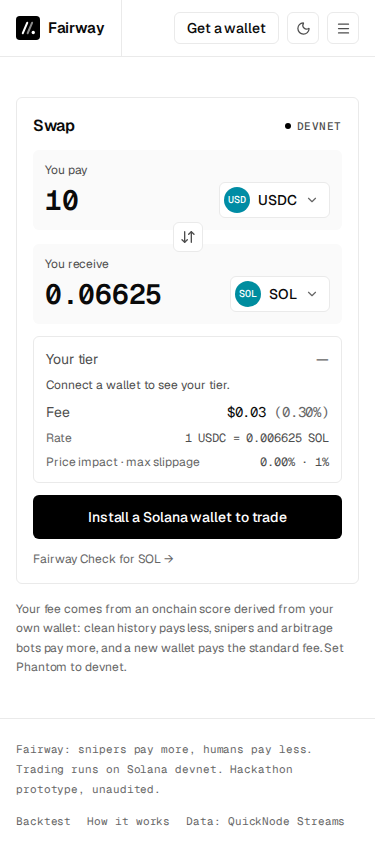 Fairway
Get a wallet
Swap
DEVNET
You pay
10
USD
USDC
You receive
0.06625
SOL
SOL
Your tier
Connect a wallet to see your tier.
Fee
$0.03 (0.30%)
Rate
1 USDC = 0.006625 SOL
Price impact · max slippage
0.00% · 1%
Install a Solana wallet to trade
Fairway Check for SOL →
Your fee comes from an onchain score derived from your
own wallet: clean history pays less, snipers and arbitrage
bots pay more, and a new wallet pays the standard fee. Set
Phantom to devnet.
Fairway: snipers pay more, humans pay less.
Trading runs on Solana devnet. Hackathon
prototype, unaudited.
Backtest How it works Data: QuickNode Streams